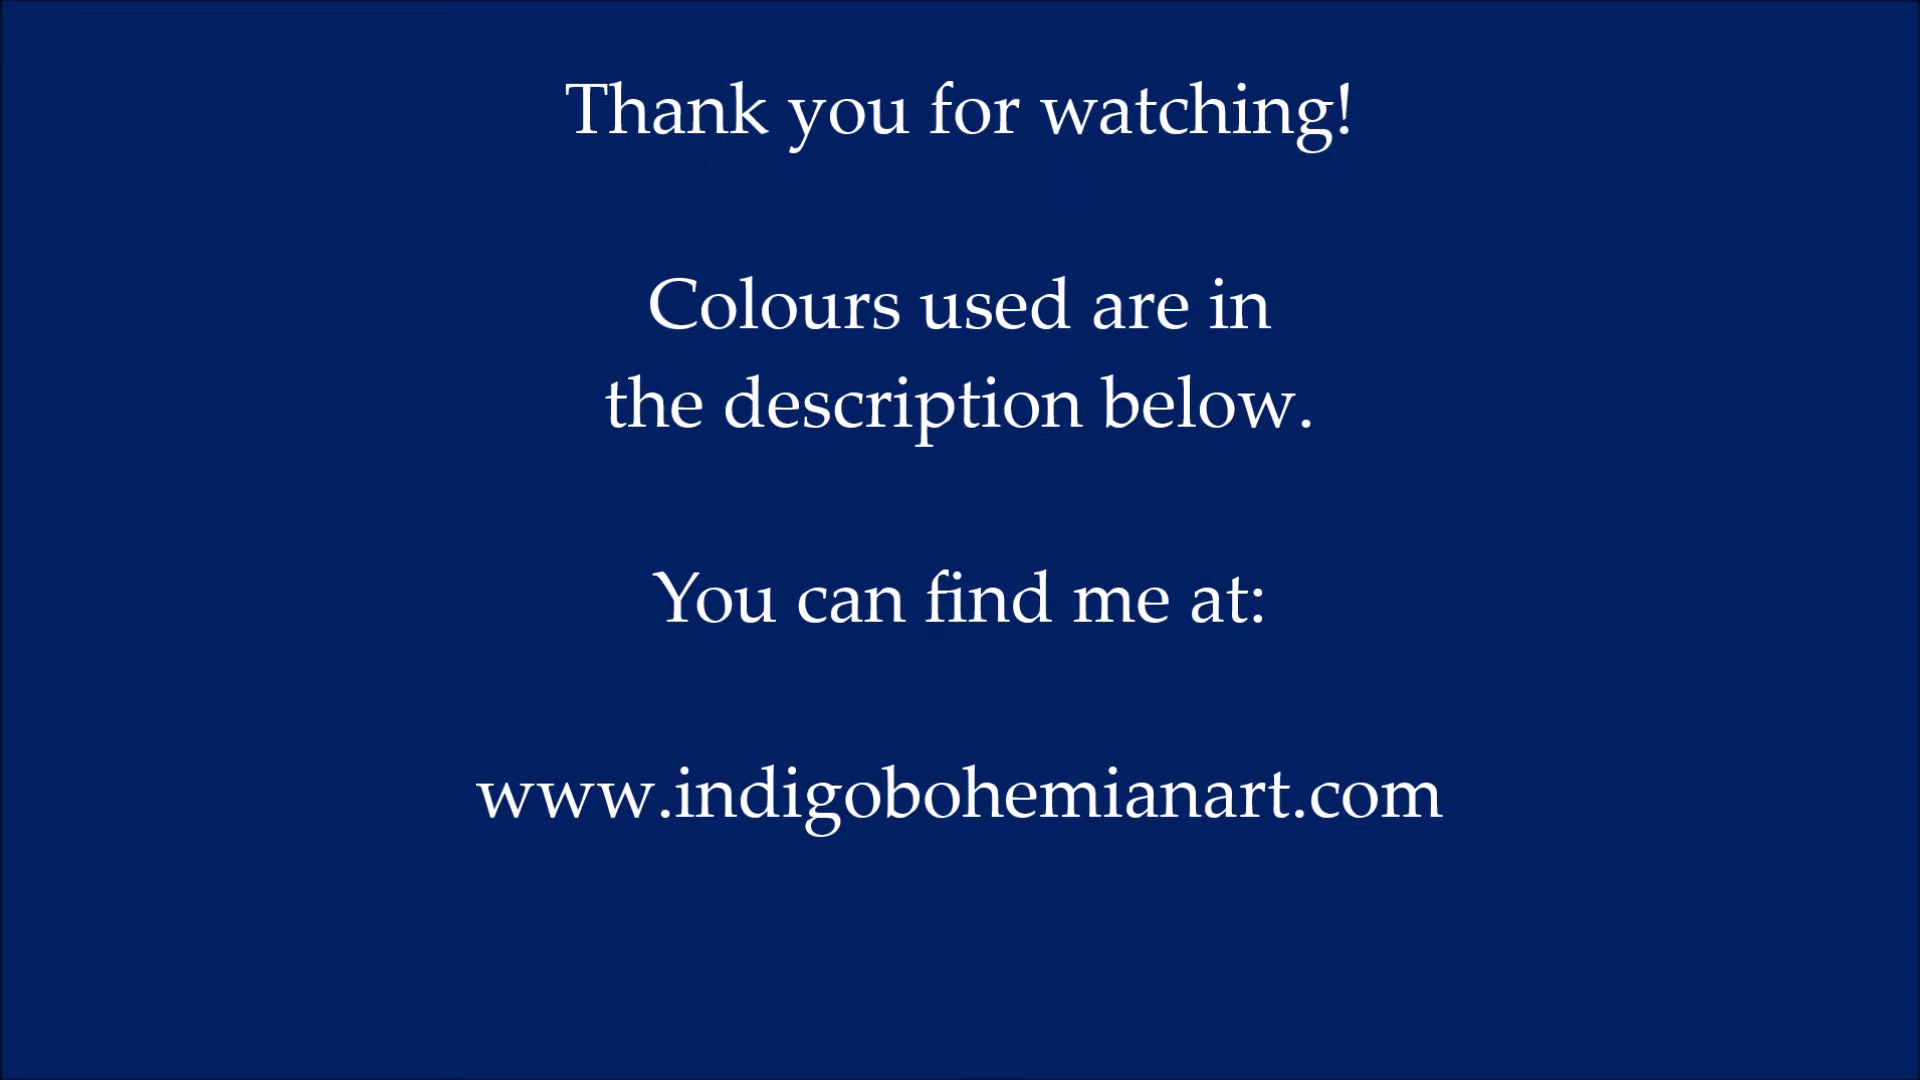 Thank you for watching!
Colours used are in
the description below.
You can find me at:
www.indigobohemianart.com